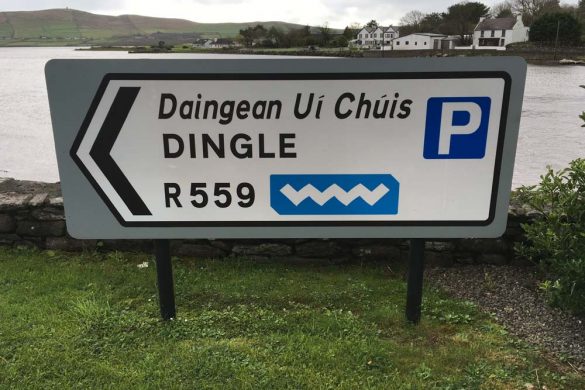 Daingean Uí Chúis
DINGLE
P
R559